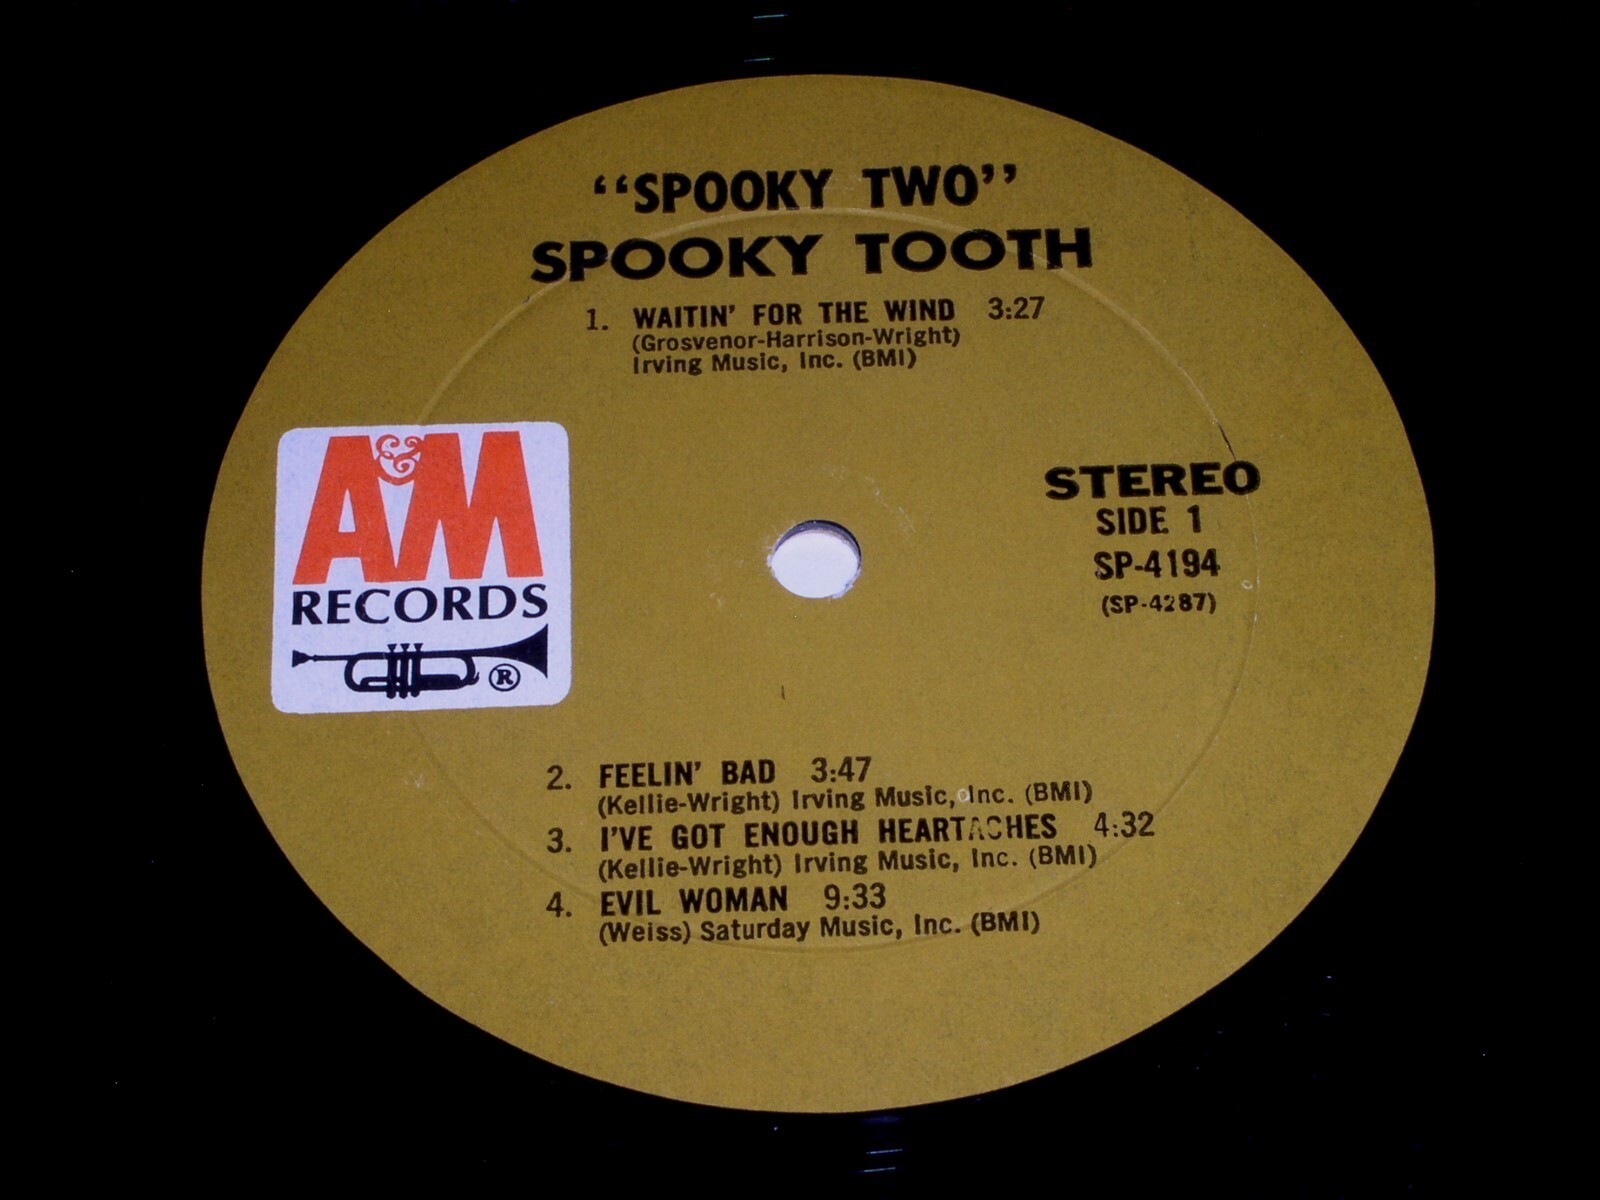 “SPOOKY TWO”
SPOOKY TOOTH
1. WAITIN' FOR THE WIND 3:27
(Grosvenor-Harrison-Wright)
Irving Music, Inc. (BMI)
A&M
RECORDS
®
STEREO
SIDE 1
SP-4194
(SP-4287)
2. FEELIN' BAD 3:47
(Kellie-Wright) Irving Music, Inc. (BMI)
3. I'VE GOT ENOUGH HEARTACHES 4:32
(Kellie-Wright) Irving Music, Inc. (BMI)
4. EVIL WOMAN 9:33
(Weiss) Saturday Music, Inc. (BMI)